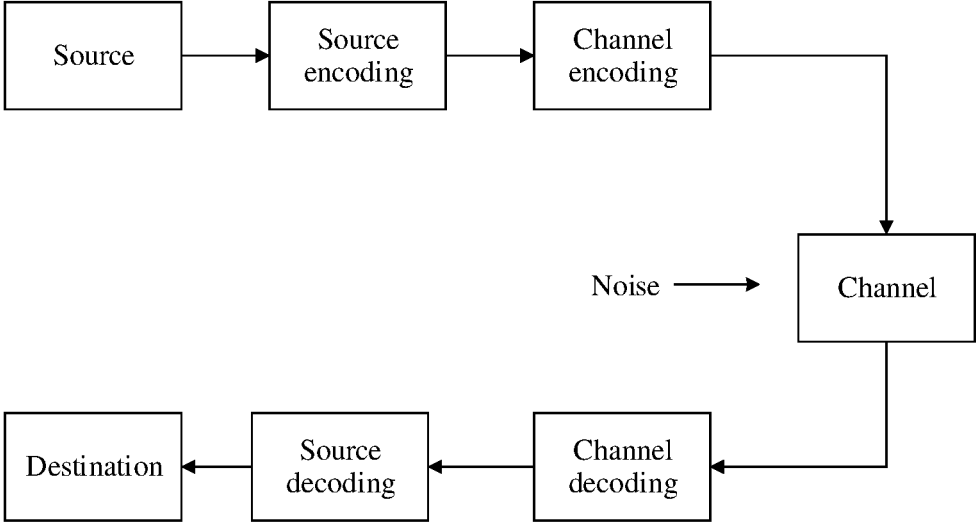 Source
Source
encoding
Channel
encoding
Noise
Channel
Destination
Source
decoding
Channel
decoding